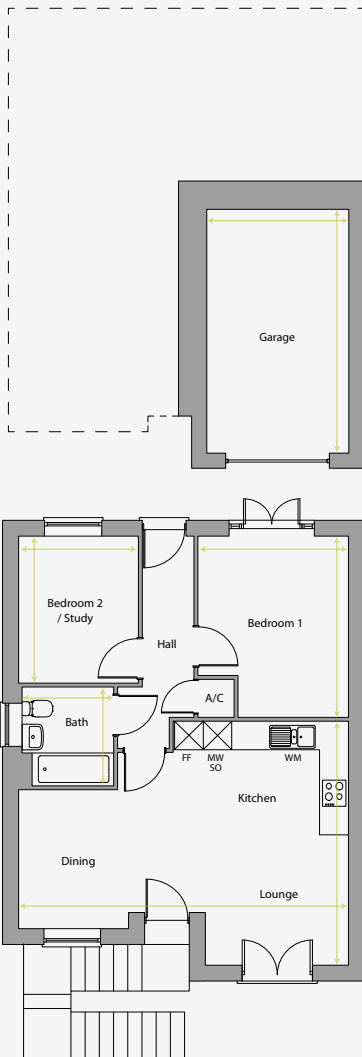 Garage
Bedroom 2
/ Study
Bedroom 1
Hall
A/C
Bath
FF
MW
SO
WM
Kitchen
Dining
Lounge